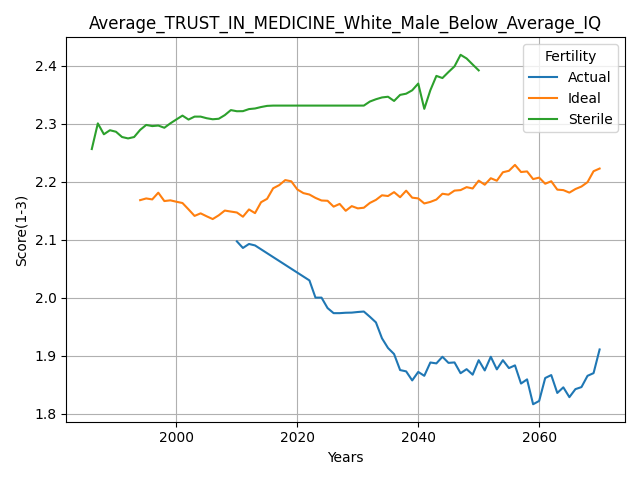 Average_TRUST_IN_MEDICINE_White_Male_Below_Average_IQ
Fertility
Actual
Ideal
Sterile
Score(1-3)
2.4
2.3
2.2
2.1
2.0
1.9
1.8
2000
2020
2040
2060
Years